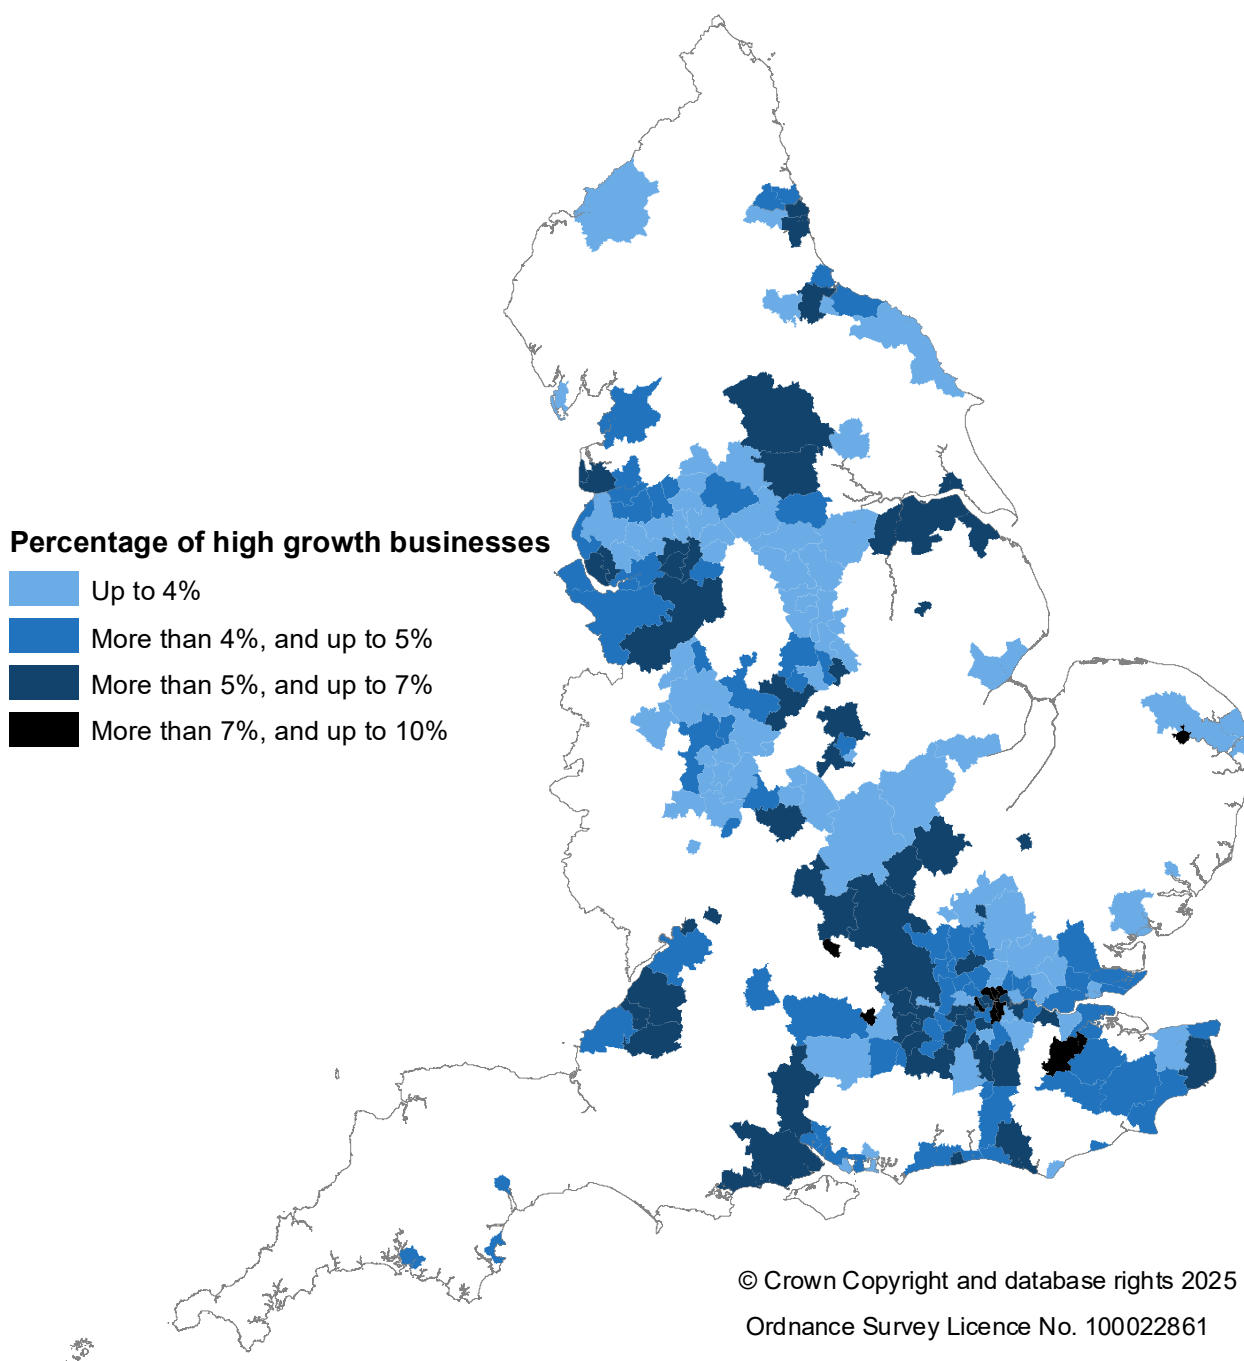 Percentage of high growth businesses
Up to 4%
More than 4%, and up to 5%
More than 5%, and up to 7%
More than 7%, and up to 10%
© Crown Copyright and database rights 2025
Ordnance Survey Licence No. 100022861